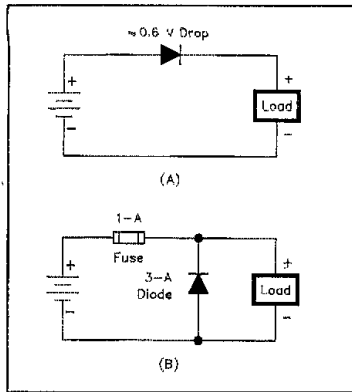 ≈0.6 V Drop
+ +
Load
− −
(A)
1-A
Fuse
+ 3-A +
Diode Load
− −
(B)